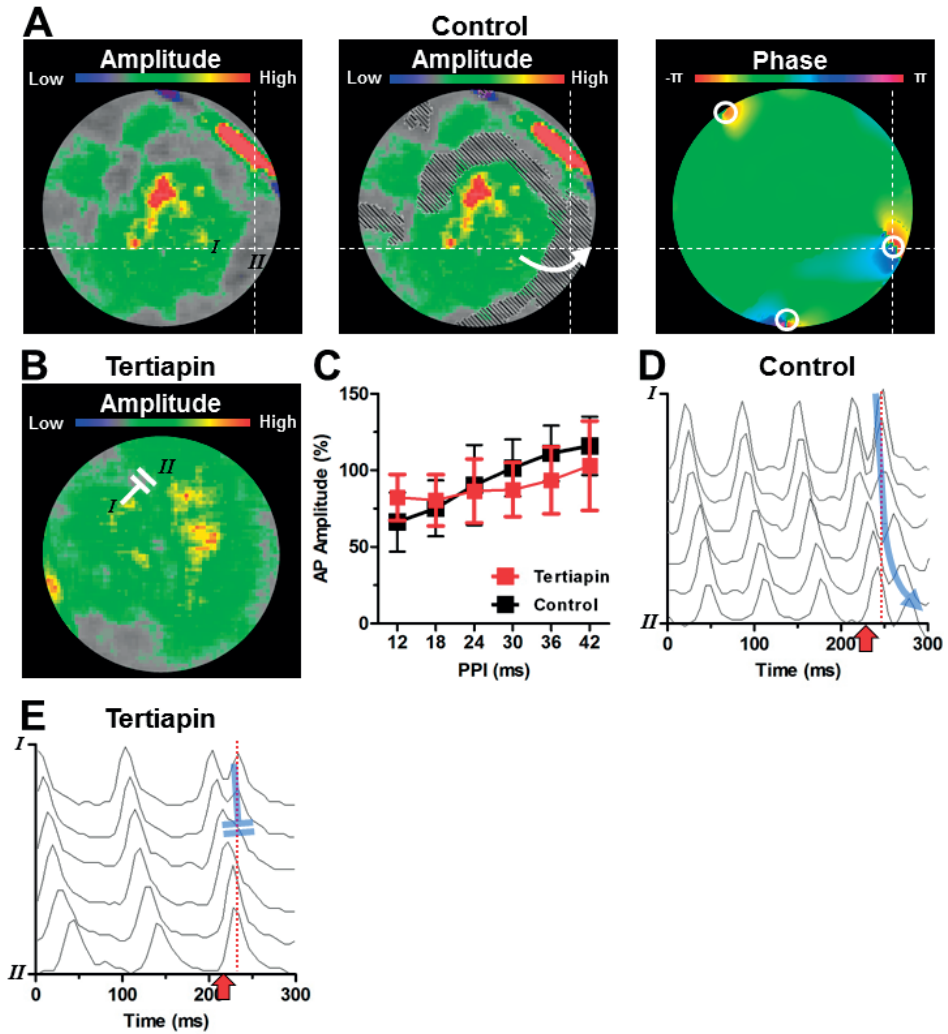 A
Control
Amplitude
Low
High
I
II
Amplitude
Low
High
Phase
-π
π
B
Tertiapin
Amplitude
Low
High
I
II
C
150
100
50
0
AP Amplitude (%)
Tertiapin
Control
12 18 24 30 36 42
PPI (ms)
D
Control
I
II
0 100 200 300
Time (ms)
E
Tertiapin
I
II
0 100 200 300
Time (ms)